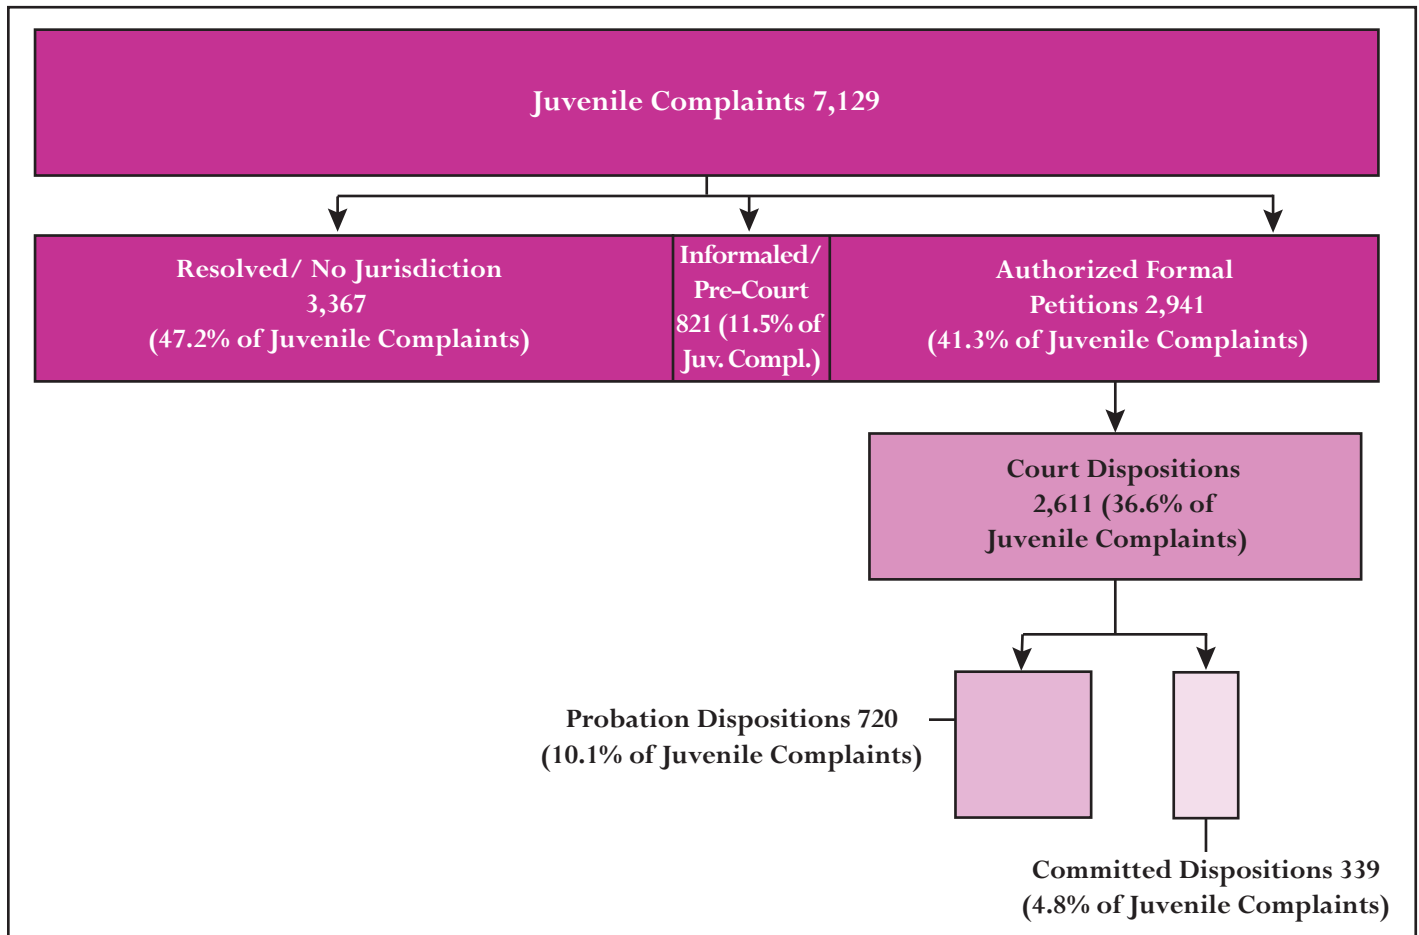 Juvenile Complaints 7,129
Resolved/ No Jurisdiction
3,367
(47.2% of Juvenile Complaints)
Informaled/
Pre-Court
821 (11.5% of
Juv. Compl.)
Authorized Formal
Petitions 2,941
(41.3% of Juvenile Complaints)
Court Dispositions
2,611 (36.6% of
Juvenile Complaints)
Probation Dispositions 720
(10.1% of Juvenile Complaints)
Committed Dispositions 339
(4.8% of Juvenile Complaints)